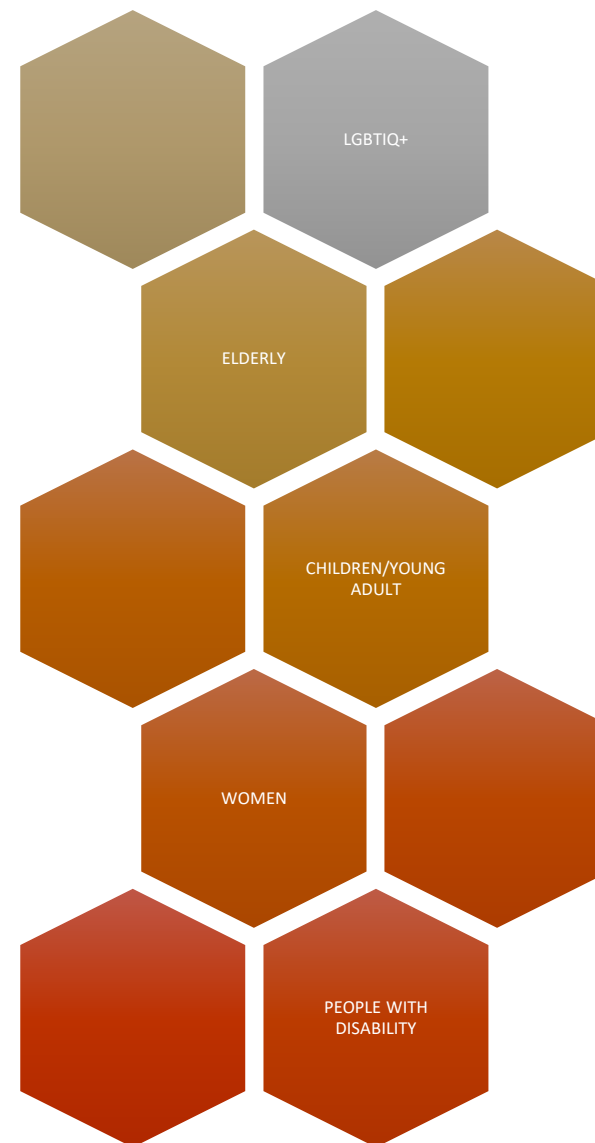 LGBTIQ+
ELDERLY
CHILDREN/YOUNG
ADULT
WOMEN
PEOPLE WITH
DISABILITY